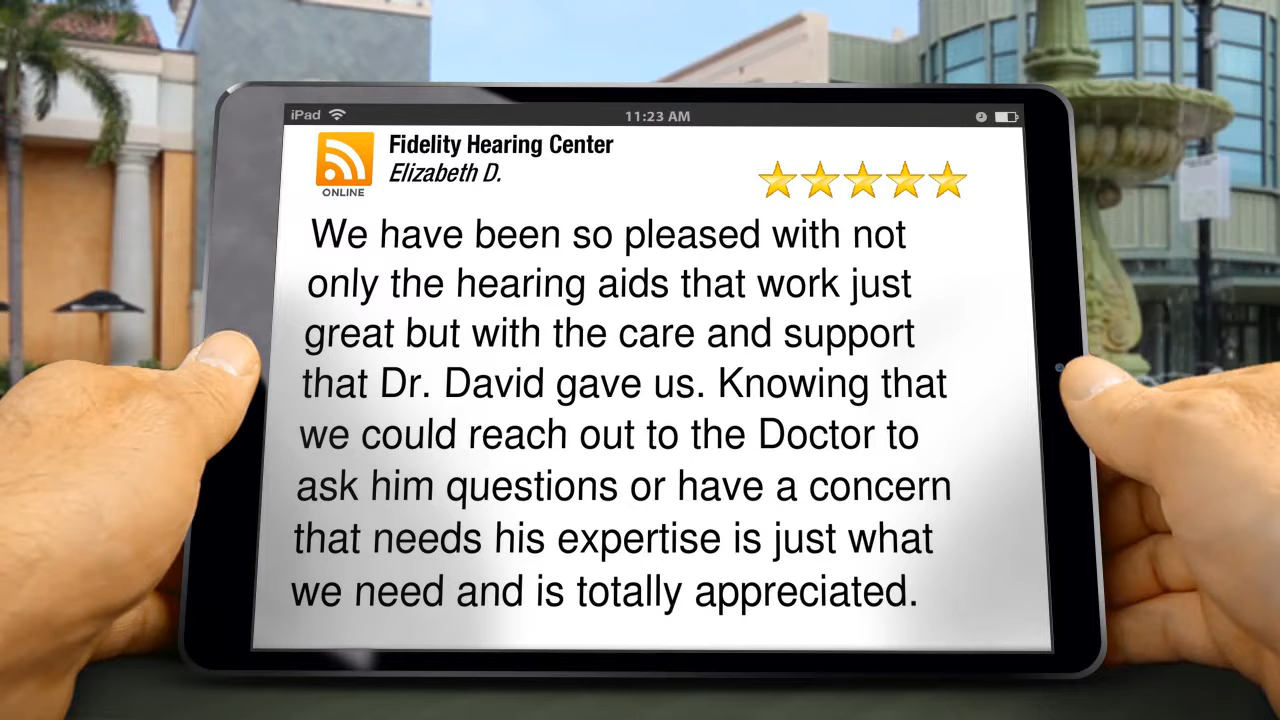 iPad
11:23 AM
ONLINE
Fidelity Hearing Center
Elizabeth D.
We have been so pleased with not
only the hearing aids that work just
great but with the care and support
that Dr. David gave us. Knowing that
we could reach out to the Doctor to
ask him questions or have a concern
that needs his expertise is just what
we need and is totally appreciated.